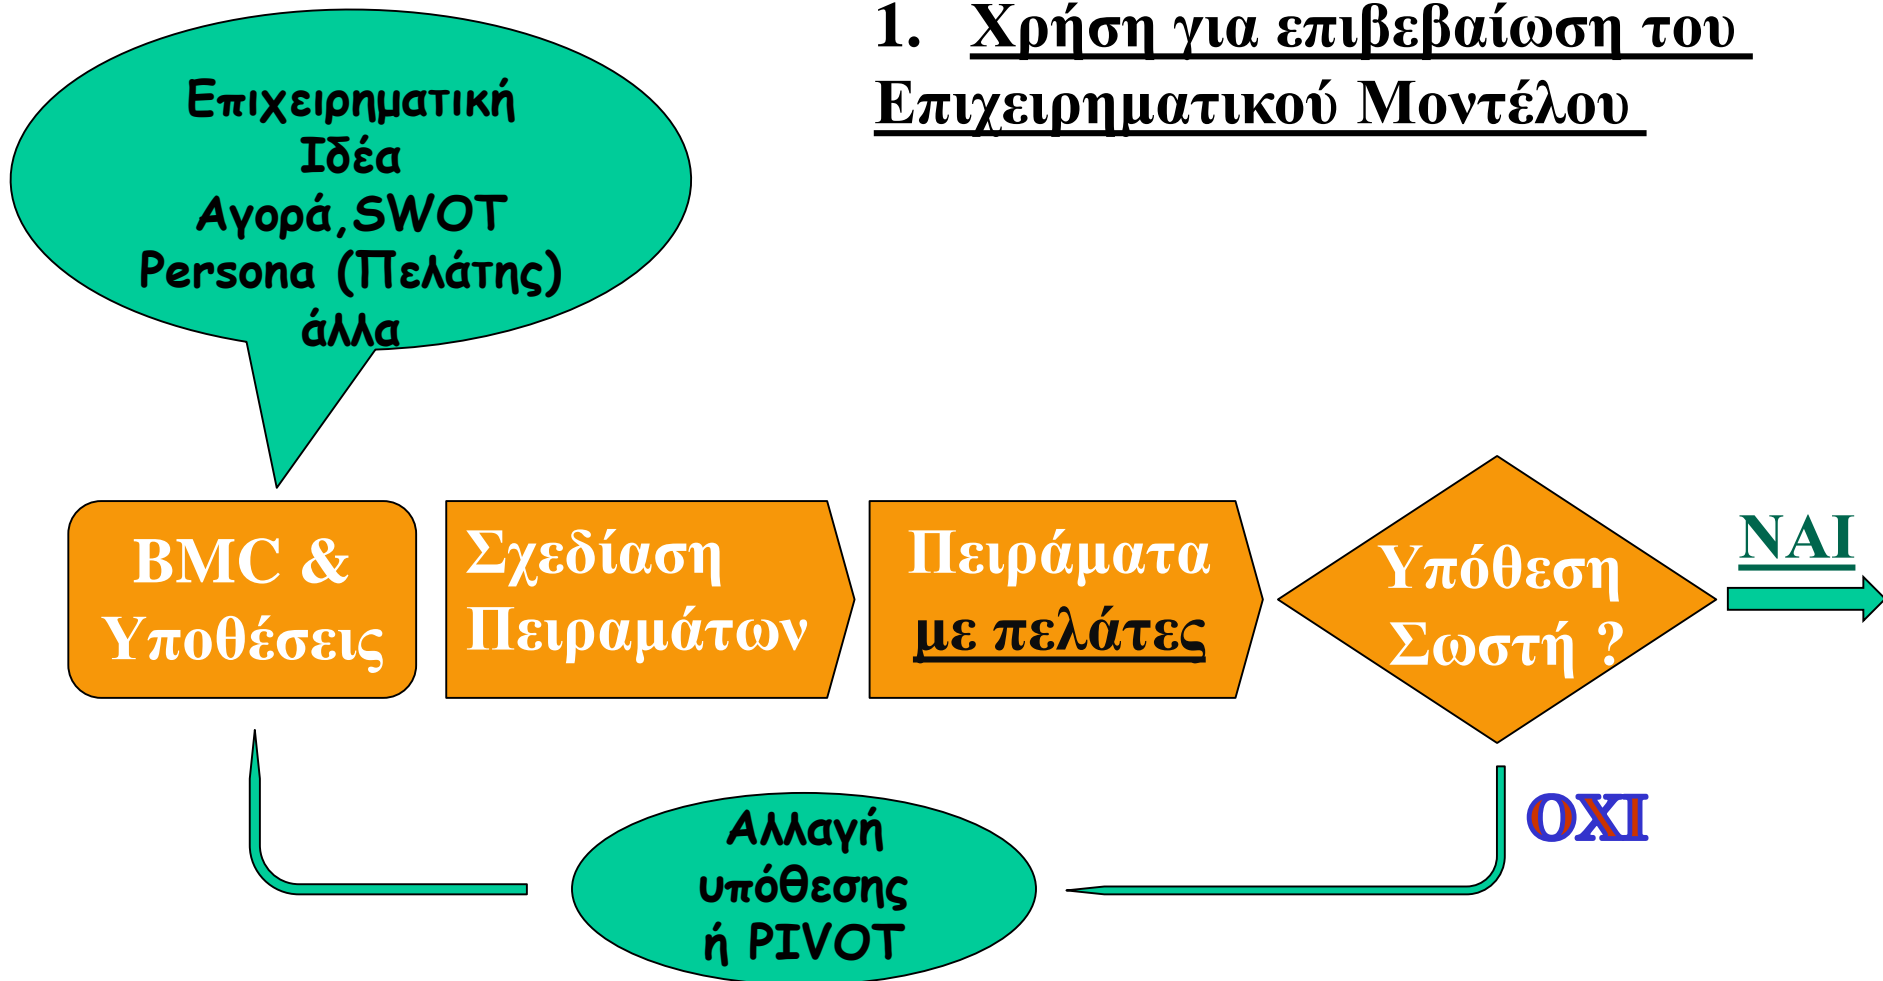 1. Χρήση για επιβεβαίωση του
Επιχειρηματικού Μοντέλου
Επιχειρηματική
Ιδέα
Αγορά,SWOT
Persona (Πελάτης)
άλλα
BMC &
Υποθέσεις
Σχεδίαση
Πειραμάτων
Πειράματα
με πελάτες
Υπόθεση
Σωστή ?
ΝΑΙ
ΟΧΙ
Αλλαγή
υπόθεσης
ή PIVOT